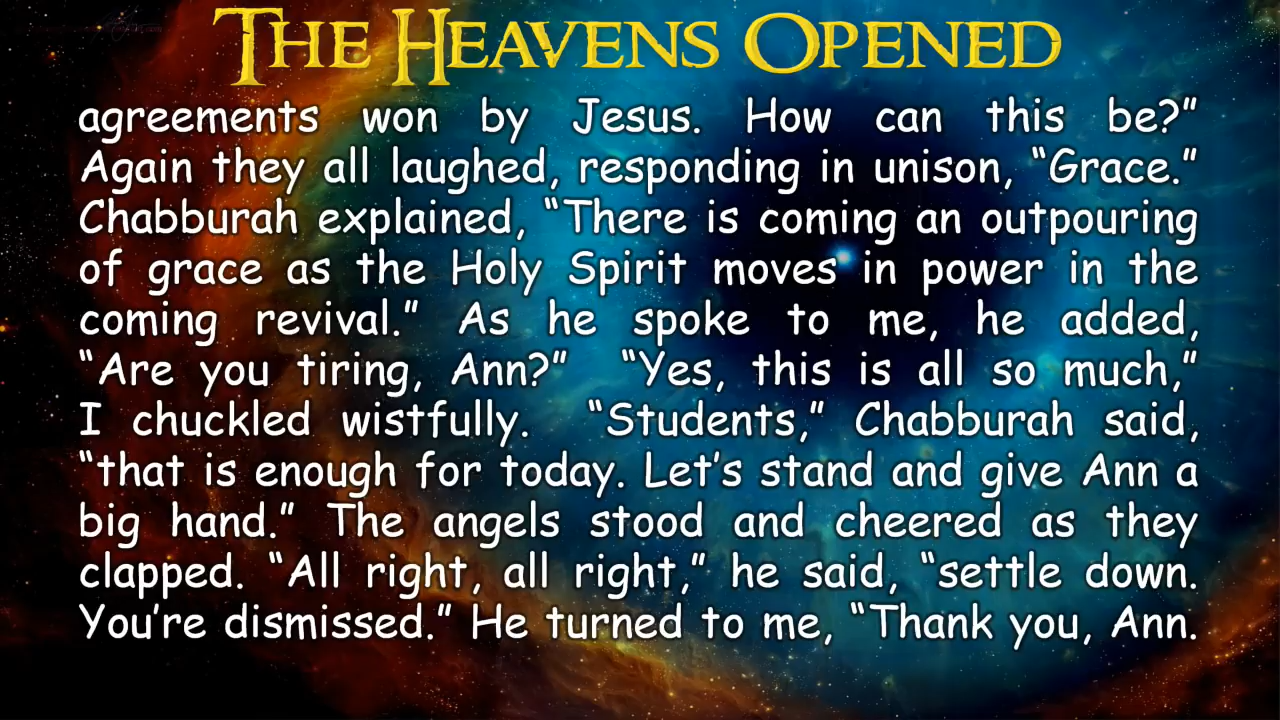 THE HEAVENS OPENED
agreements won by Jesus. How can this be?”
Again they all laughed, responding in unison, “Grace.”
Chabburah explained, “There is coming an outpouring
of grace as the Holy Spirit moves in power in the
coming revival.” As he spoke to me, he added,
“Are you tiring, Ann?” “Yes, this is all so much,”
I chuckled wistfully. “Students,” Chabburah said,
“that is enough for today. Let’s stand and give Ann a
big hand.” The angels stood and cheered as they
clapped. “All right, all right,” he said, “settle down.
You’re dismissed.” He turned to me, “Thank you, Ann.